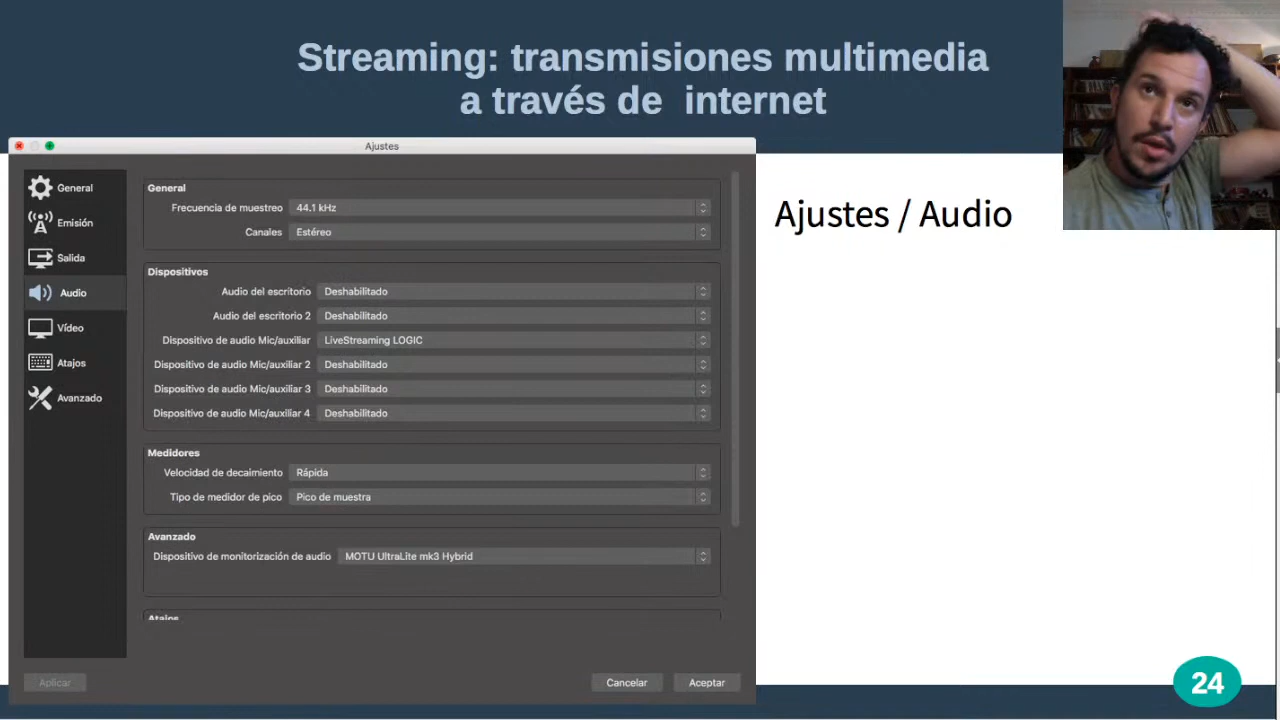 Streaming: transmisiones multimedia
a través de internet
Ajustes
General
Emisión
Salida
Audio
Vídeo
Atajos
Avanzado
General
Frecuencia de muestreo 44.1 kHz
Canales Estéreo
Dispositivos
Audio del escritorio Deshabilitado
Audio del escritorio 2 Deshabilitado
Dispositivo de audio Mic/auxiliar LiveStreaming LOGIC
Dispositivo de audio Mic/auxiliar 2 Deshabilitado
Dispositivo de audio Mic/auxiliar 3 Deshabilitado
Dispositivo de audio Mic/auxiliar 4 Deshabilitado
Medidores
Velocidad de decaimiento Rápida
Tipo de medidor de pico Pico de muestra
Avanzado
Dispositivo de monitorización de audio MOTU UltraLite mk3 Hybrid
Atajos
Aplicar
Cancelar
Aceptar
Ajustes / Audio
24